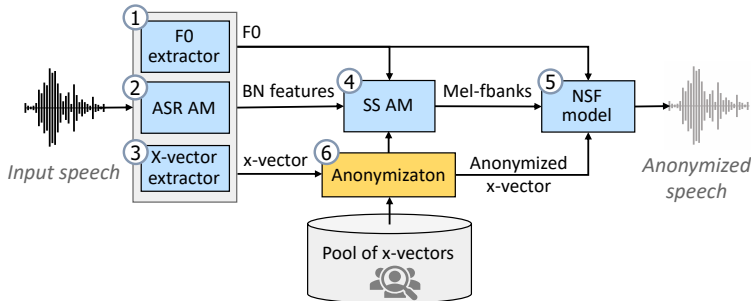 1
F0
extractor
F0
2
ASR AM
BN features
4
SS AM
Mel-fbanks
5
NSF
model
3
X-vector
extractor
x-vector
6
Anonymizaton
Anonymized
x-vector
Input speech
Anonymized
speech
Pool of x-vectors